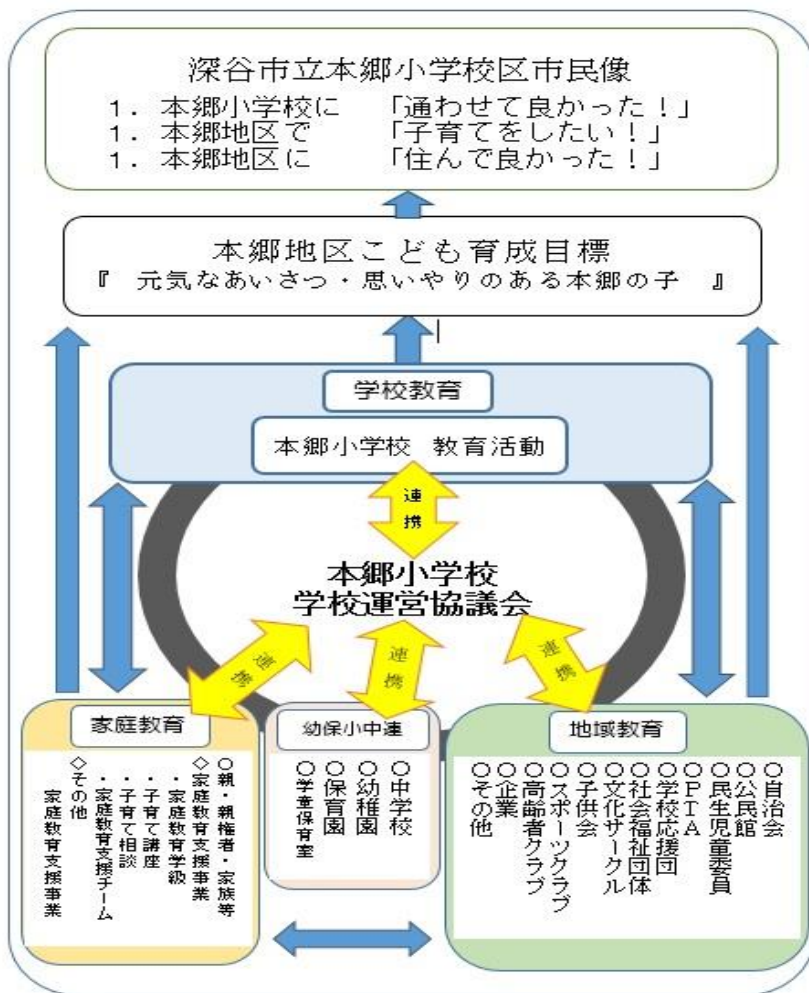 深谷市立本郷小学校区市民像
1. 本郷小学校に 「通わせて良かった！」
1. 本郷地区で 「子育てをしたい！」
1. 本郷地区に 「住んで良かった！」
本郷地区こども育成目標
『 元気なあいさつ・思いやりのある本郷の子 』
学校教育
本郷小学校 教育活動
連携
本郷小学校
学校運営協議会
連携
連携
連携
家庭教育
○親・親権者・家族等
◇家庭教育支援事業
・家庭教育学級
・子育て講座
・子育て相談
・家庭教育支援チーム
◇その他
家庭教育支援事業
幼保小中連
○中学校
○幼稚園
○保育園
○学童保育室
地域教育
○自治会
○公民館
○民生児童委員
○PTA
○学校応援団
○社会福祉団体
○文化サークル
○子供会
○スポーツクラブ
○高齢者クラブ
○企業
○その他